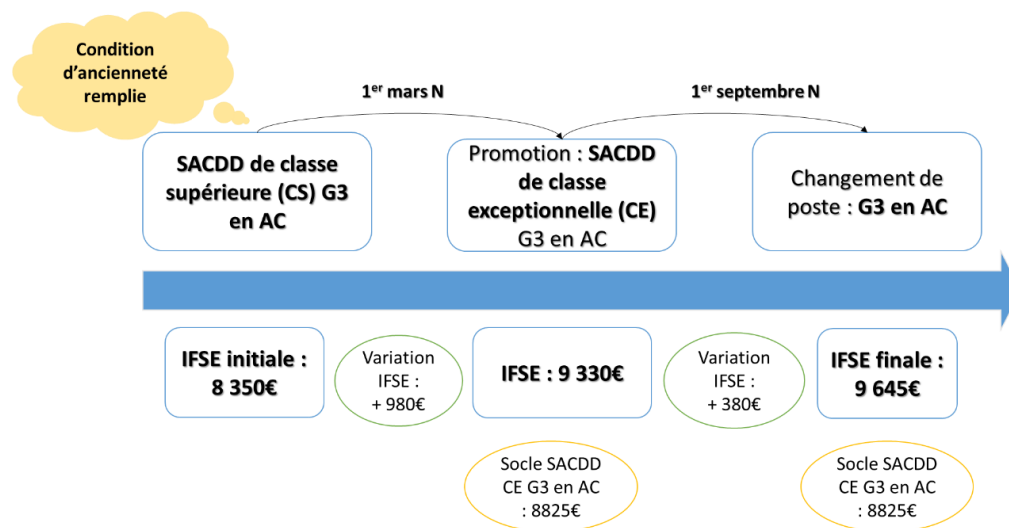 Condition
d'ancienneté
remplie
1er mars N
1er septembre N
SACDD de classe
supérieure (CS) G3
en AC
Promotion : SACDD
de classe
exceptionnelle (CE)
G3 en AC
Changement de
poste : G3 en AC
IFSE initiale :
8 350€
Variation
IFSE :
+ 980€
IFSE : 9 330€
Variation
IFSE :
+ 380€
IFSE finale :
9 645€
Socle SACDD
CE G3 en AC
: 8825€
Socle SACDD
CE G3 en AC
: 8825€